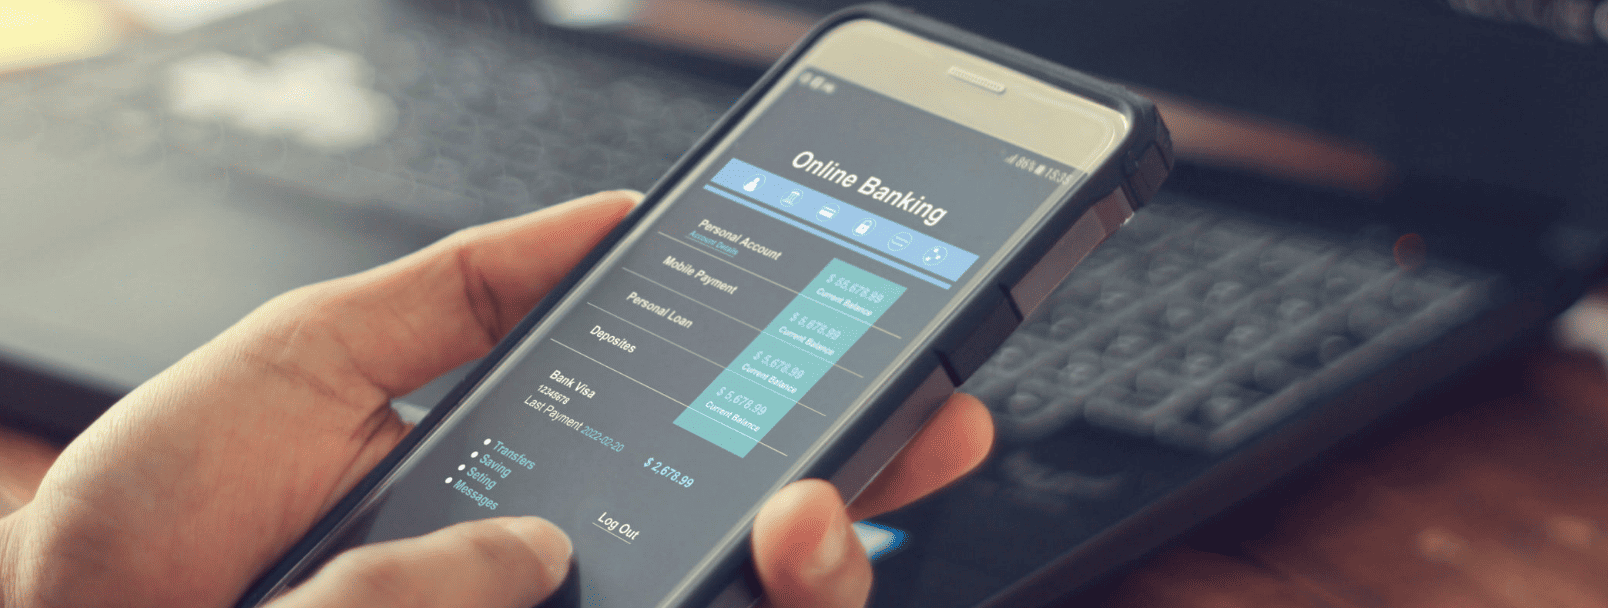 86% 15:35
Online Banking
Personal Account
Account Details
$ 55,678.99
Current Balance
Mobile Payment
$ 5,678.99
Current Balance
Personal Loan
$ 5,678.99
Current Balance
Deposites
$ 5,678.99
Current Balance
Bank Visa
12345678
Last Payment 2022-02-20
$ 2,678.99
Transfers
Saving
Seting
Messages
Log Out